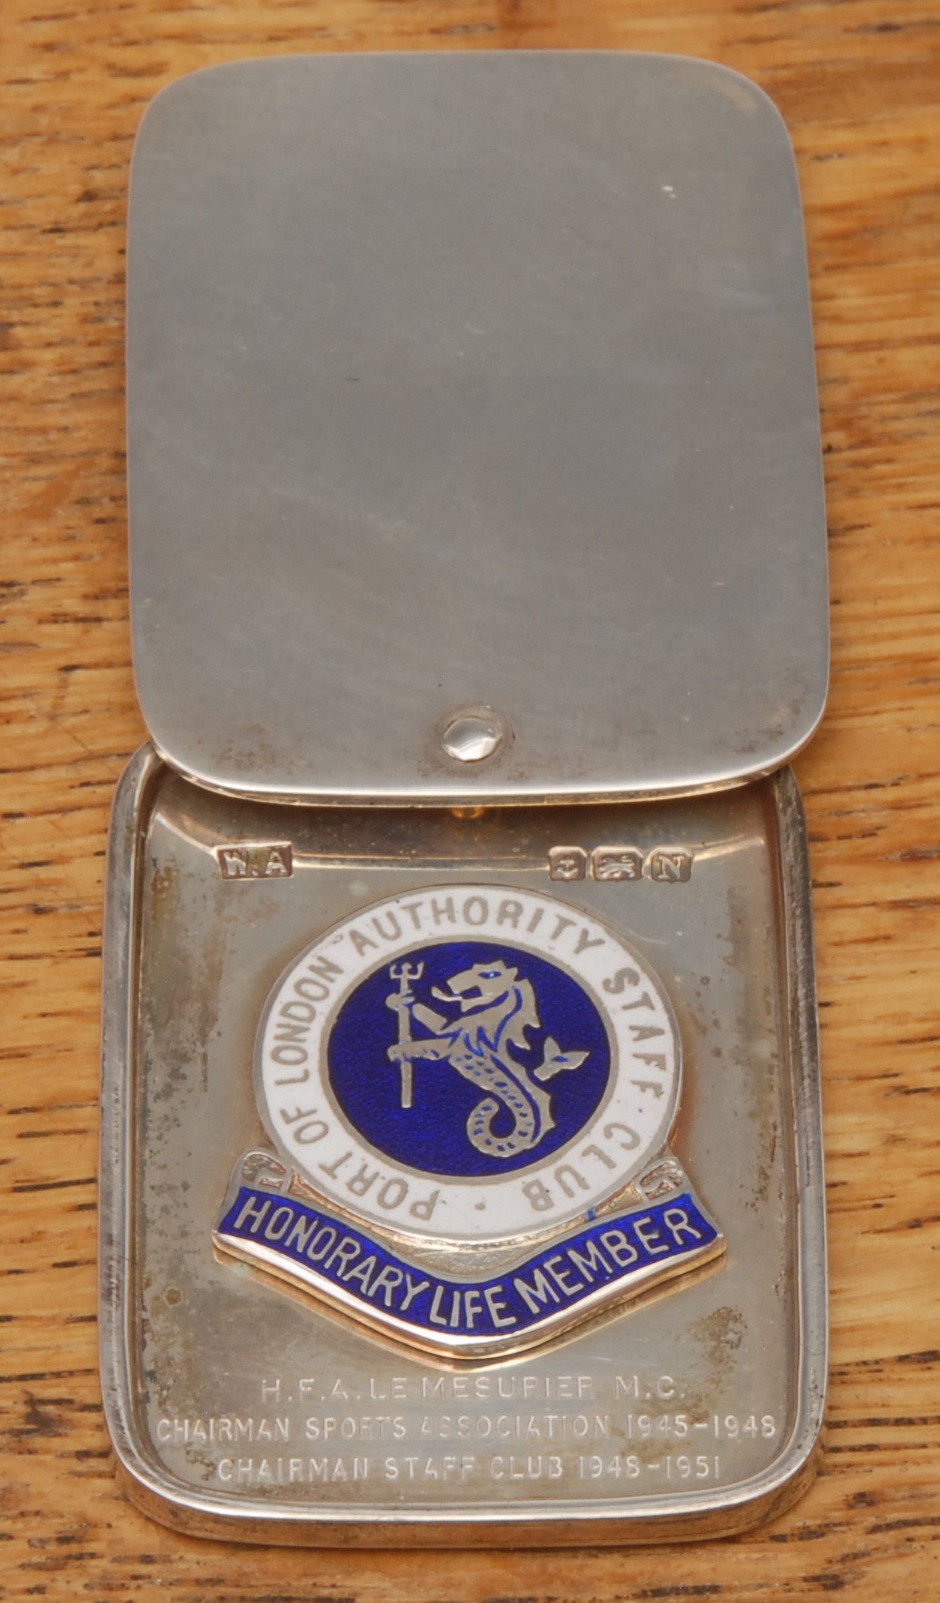 W.A
N
PORT OF LONDON AUTHORITY STAFF CLUB ·
HONORARY LIFE MEMBER
H.F.A. LE MESURIER M.C.
CHAIRMAN SPORTS ASSOCIATION 1945-1948
CHAIRMAN STAFF CLUB 1948-1951